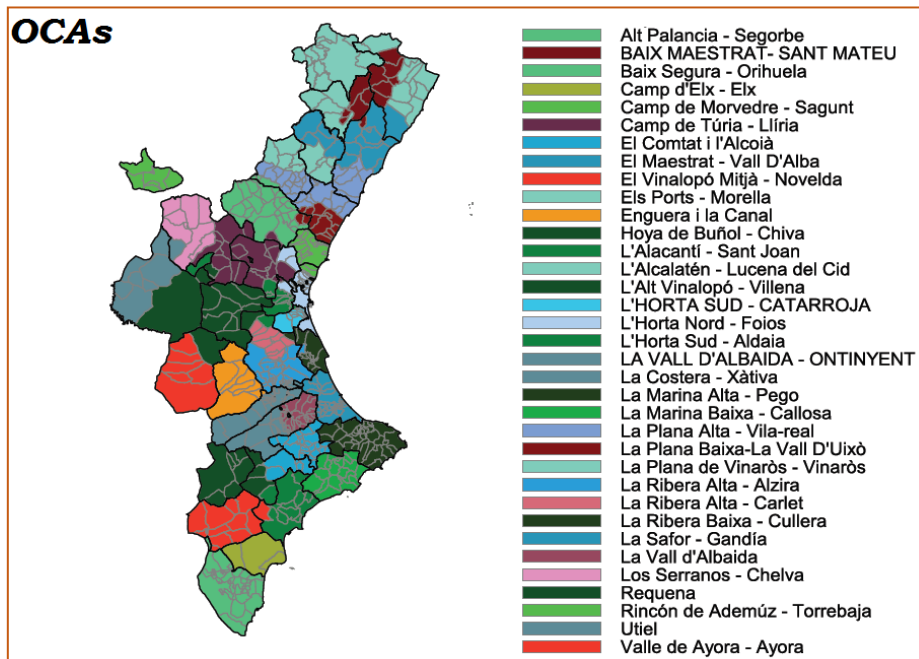 OCAs
Alt Palancia - Segorbe
BAIX MAESTRAT- SANT MATEU
Baix Segura - Orihuela
Camp d'Elx - Elx
Camp de Morvedre - Sagunt
Camp de Túria - Llíria
El Comtat i l'Alcoià
El Maestrat - Vall D'Alba
El Vinalopó Mitjà - Novelda
Els Ports - Morella
Enguera i la Canal
Hoya de Buñol - Chiva
L'Alacantí - Sant Joan
L'Alcalatén - Lucena del Cid
L'Alt Vinalopó - Villena
L'HORTA SUD - CATARROJA
L'Horta Nord - Foios
L'Horta Sud - Aldaia
LA VALL D'ALBAIDA - ONTINYENT
La Costera - Xàtiva
La Marina Alta - Pego
La Marina Baixa - Callosa
La Plana Alta - Vila-real
La Plana Baixa-La Vall D'Uixò
La Plana de Vinaròs - Vinaròs
La Ribera Alta - Alzira
La Ribera Alta - Carlet
La Ribera Baixa - Cullera
La Safor - Gandía
La Vall d'Albaida
Los Serranos - Chelva
Requena
Rincón de Ademúz - Torrebaja
Utiel
Valle de Ayora - Ayora